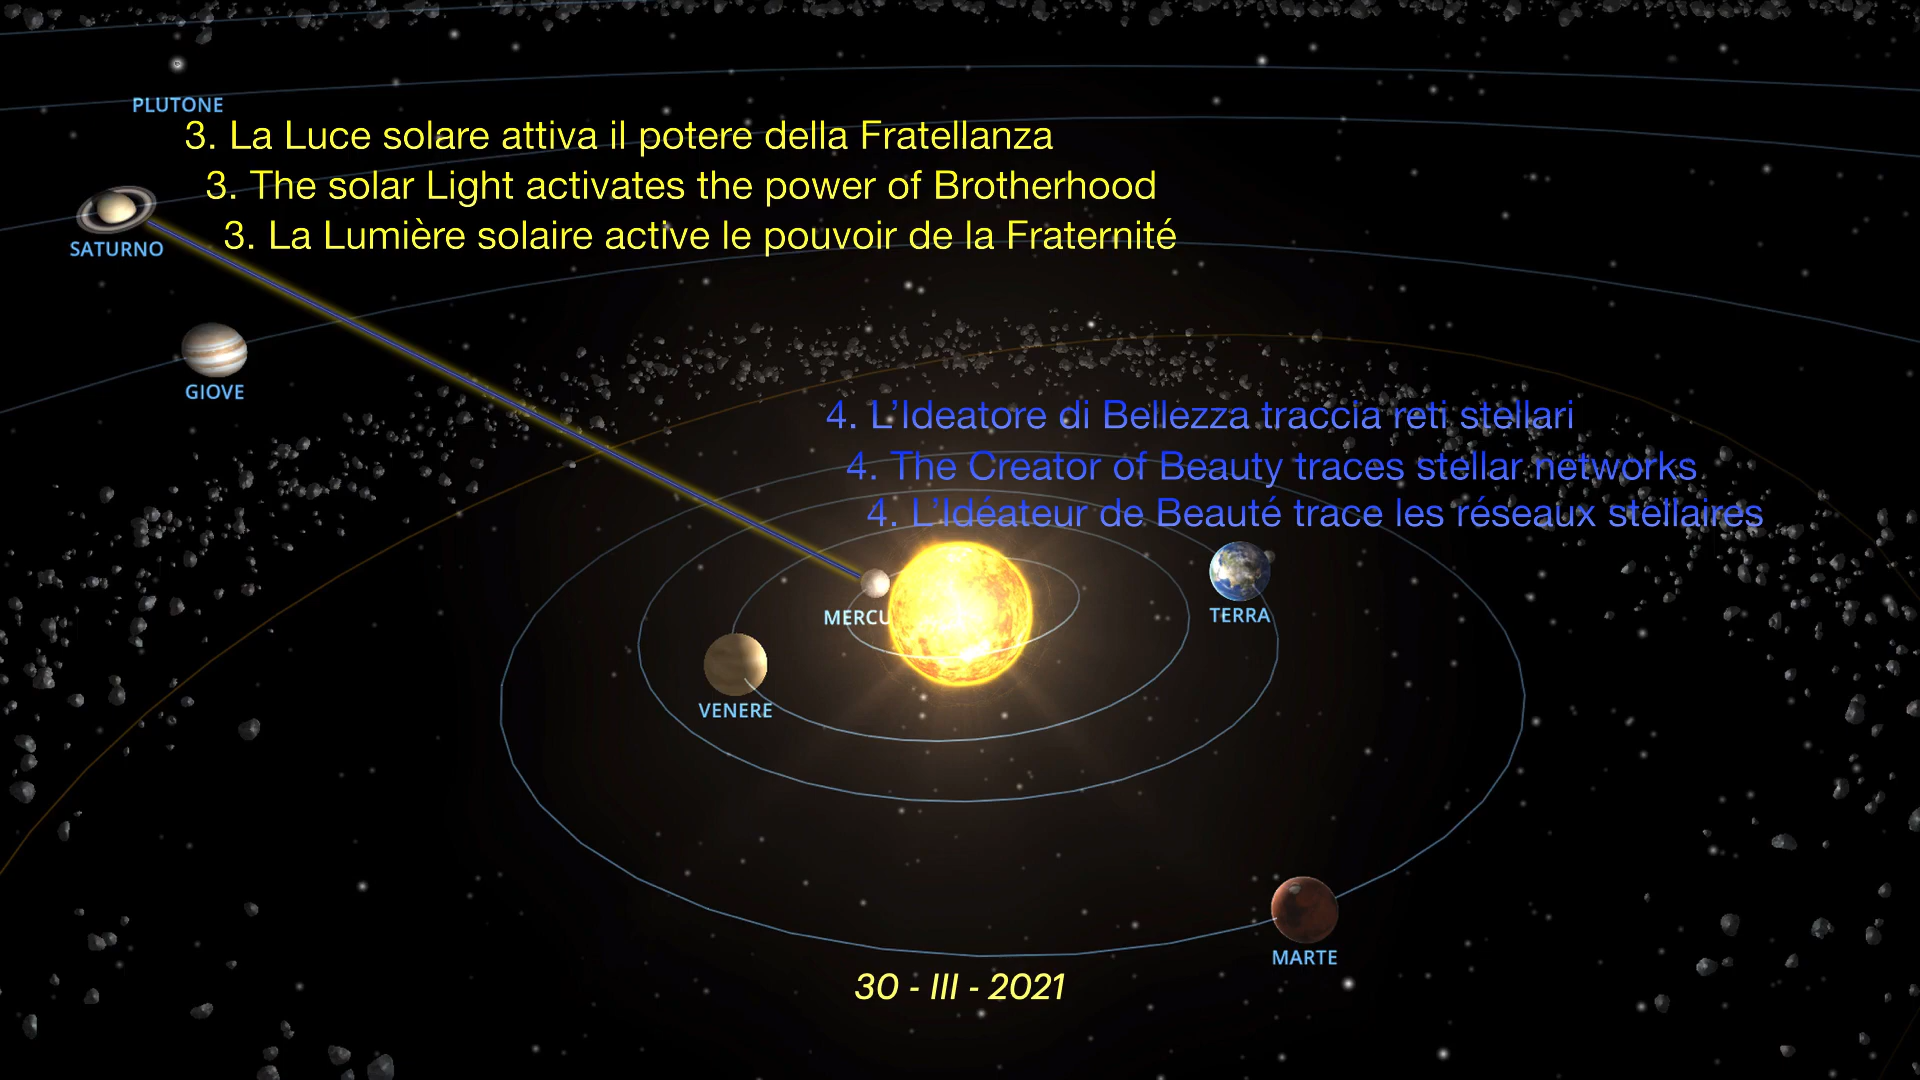 PLUTONE
3. La Luce solare attiva il potere della Fratellanza
3. The solar Light activates the power of Brotherhood
3. La Lumière solaire active le pouvoir de la Fraternité
SATURNO
GIOVE
4. L’Ideatore di Bellezza traccia reti stellari
4. The Creator of Beauty traces stellar networks
4. L’Idéateur de Beauté trace les réseaux stellaires
MERCU
TERRA
VENERE
MARTE
30 - III - 2021